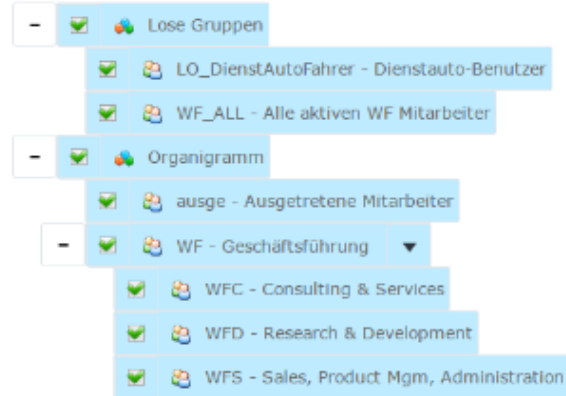 Lose Gruppen
LO_DienstAutoFahrer - Dienstauto-Benutzer
WF_ALL - Alle aktiven WF Mitarbeiter
Organigramm
ausge - Ausgetretene Mitarbeiter
WF - Geschäftsführung
WFC - Consulting & Services
WFD - Research & Development
WFS - Sales, Product Mgm, Administration